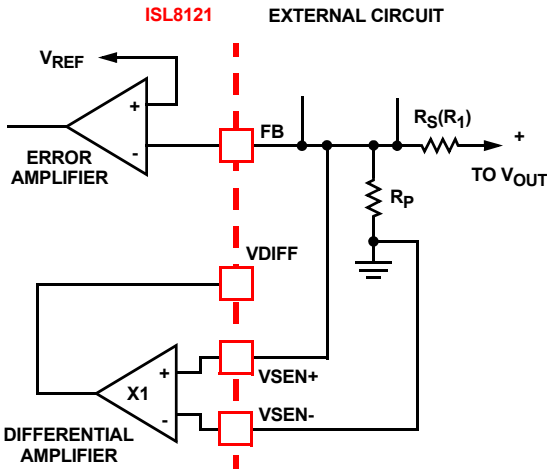 ISL8121 EXTERNAL CIRCUIT
VREF
+
-
ERROR
AMPLIFIER
FB
RS(R1)
+
TO VOUT
RP
VDIFF
+
X1
-
VSEN+
VSEN-
DIFFERENTIAL
AMPLIFIER